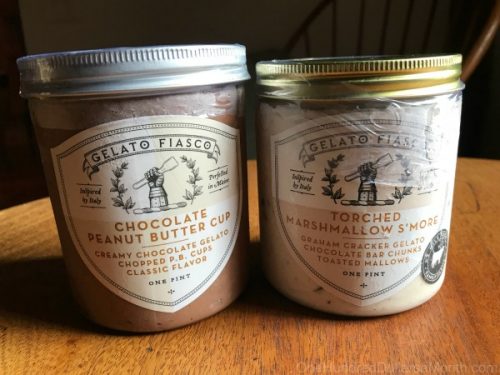 GELATO FIASCO
Inspired by Italy
Perfected in Maine
CHOCOLATE
PEANUT BUTTER CUP
CREAMY CHOCOLATE GELATO
CHOPPED P.B. CUPS
CLASSIC FLAVOR
ONE PINT
GELATO FIASCO
Inspired by Italy
TORCHED
MARSHMALLOW S'MORE
GRAHAM CRACKER GELATO
CHOCOLATE BAR CHUNKS
TOASTED MALLOWS
ONE PINT
OneHundredDollarsaMonth.com